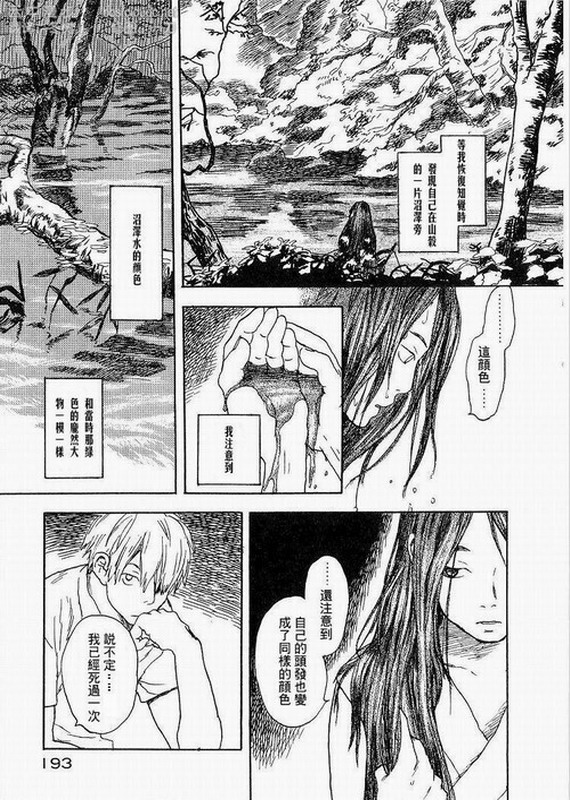 等我恢復知覺時
發現自己在山殺
的一片沼澤旁
……
這顏色……
我注意到
沼澤水的顏色
和當時那綠
色的龐然大
物一模一樣
……
還注意到
自己的頭發也變
成了同樣的顏色
說不定……
我已經死過一次
193